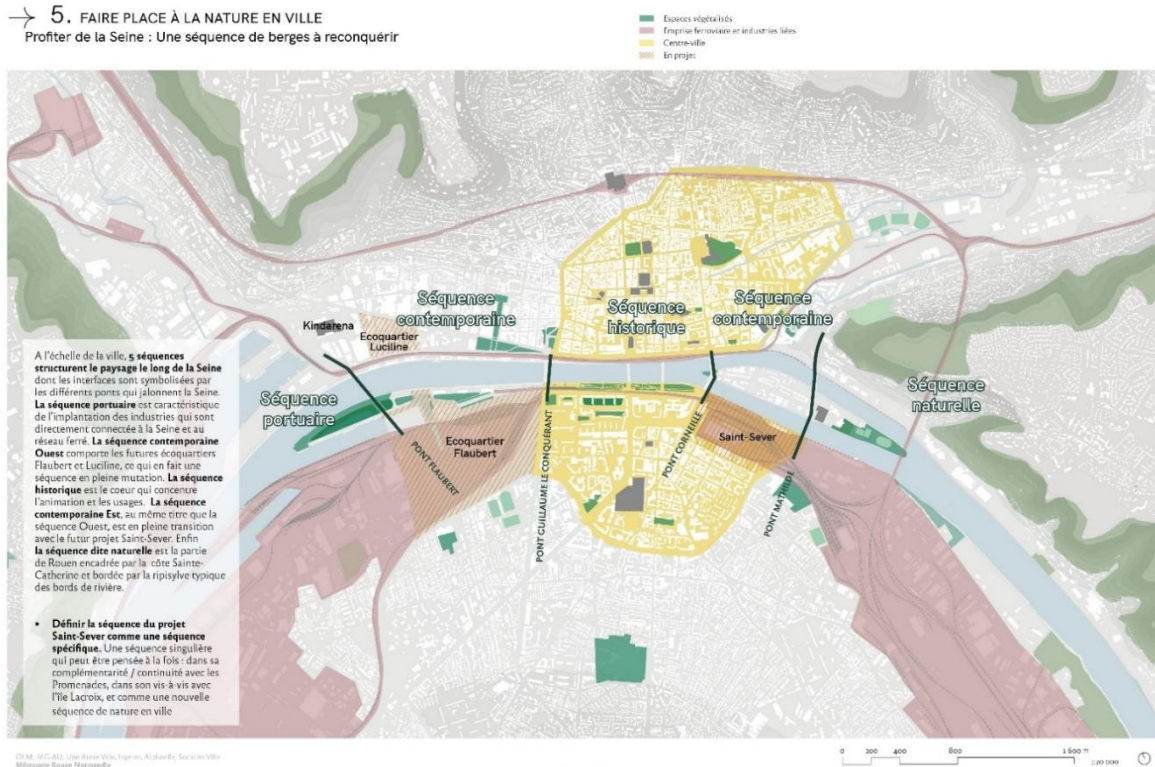 → 5. FAIRE PLACE À LA NATURE EN VILLE
Profiter de la Seine : Une séquence de berges à reconquérir
Espaces végétalisés
Emprise ferroviaire et industries liées
Centre-ville
En projet
Séquence
contemporaine
Séquence
historique
Séquence
contemporaine
Kindarena
Ecoquartier
Luciline
Séquence
portuaire
Séquence
naturelle
Ecoquartier
Flaubert
Saint-Sever
PONT FLAUBERT
PONT GUILLAUME LE CONQUÉRANT
PONT CORNEILLE
PONT MATHILDE
A l'échelle de la ville, 5 séquences
structurent le paysage le long de la Seine
dont les interfaces sont symbolisées par
les différents ponts qui jalonnent la Seine.
La séquence portuaire est caractéristique
de l'implantation des industries qui sont
directement connectée à la Seine et au
réseau ferré. La séquence contemporaine
Ouest comporte les futures écoquartiers
Flaubert et Luciline, ce qui en fait une
séquence en pleine mutation. La séquence
historique est le coeur qui concenre
l'animation et les usages. La séquence
contemporaine Est, au même titre que la
séquence Ouest, est en pleine transition
avec le futur projet Saint-Sever. Enfin
la séquence dite naturelle est la partie
de Rouen encadrée par la côte Sainte-
Catherine et bordée par la ripisylve typique
des bords de rivière.
• Définir la séquence du projet
Saint-Sever comme une séquence
spécifique. Une séquence singulière
qui peut être pensée à la fois : dans sa
complémentarité / continuité avec les
Promenades, dans son vis-à-vis avec
l'île Lacroix, et comme une nouvelle
séquence de nature en ville
Une Autre Ville, Ingetec,
Métropole Rouen Normandie
0 200 400 800 1 600 m
1:20 000